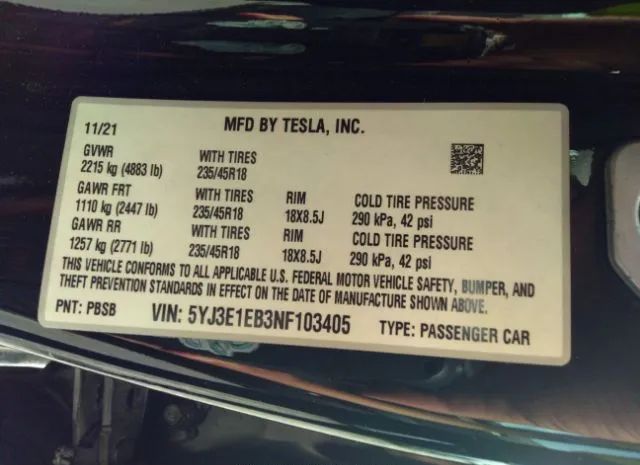 11/21 MFD BY TESLA, INC.
GVWR
2215 kg (4883 lb) WITH TIRES 235/45R18
GAWR FRT WITH TIRES RIM COLD TIRE PRESSURE
1110 kg (2447 lb) 235/45R18 18X8.5J 290 kPa, 42 psi
GAWR RR WITH TIRES RIM COLD TIRE PRESSURE
1257 kg (2771 lb) 235/45R18 18X8.5J 290 kPa, 42 psi
THIS VEHICLE CONFORMS TO ALL APPLICABLE U.S. FEDERAL MOTOR VEHICLE SAFETY, BUMPER, AND
THEFT PREVENTION STANDARDS IN EFFECT ON THE DATE OF MANUFACTURE SHOWN ABOVE.
PNT: PBSB VIN: 5YJ3E1EB3NF103405 TYPE: PASSENGER CAR